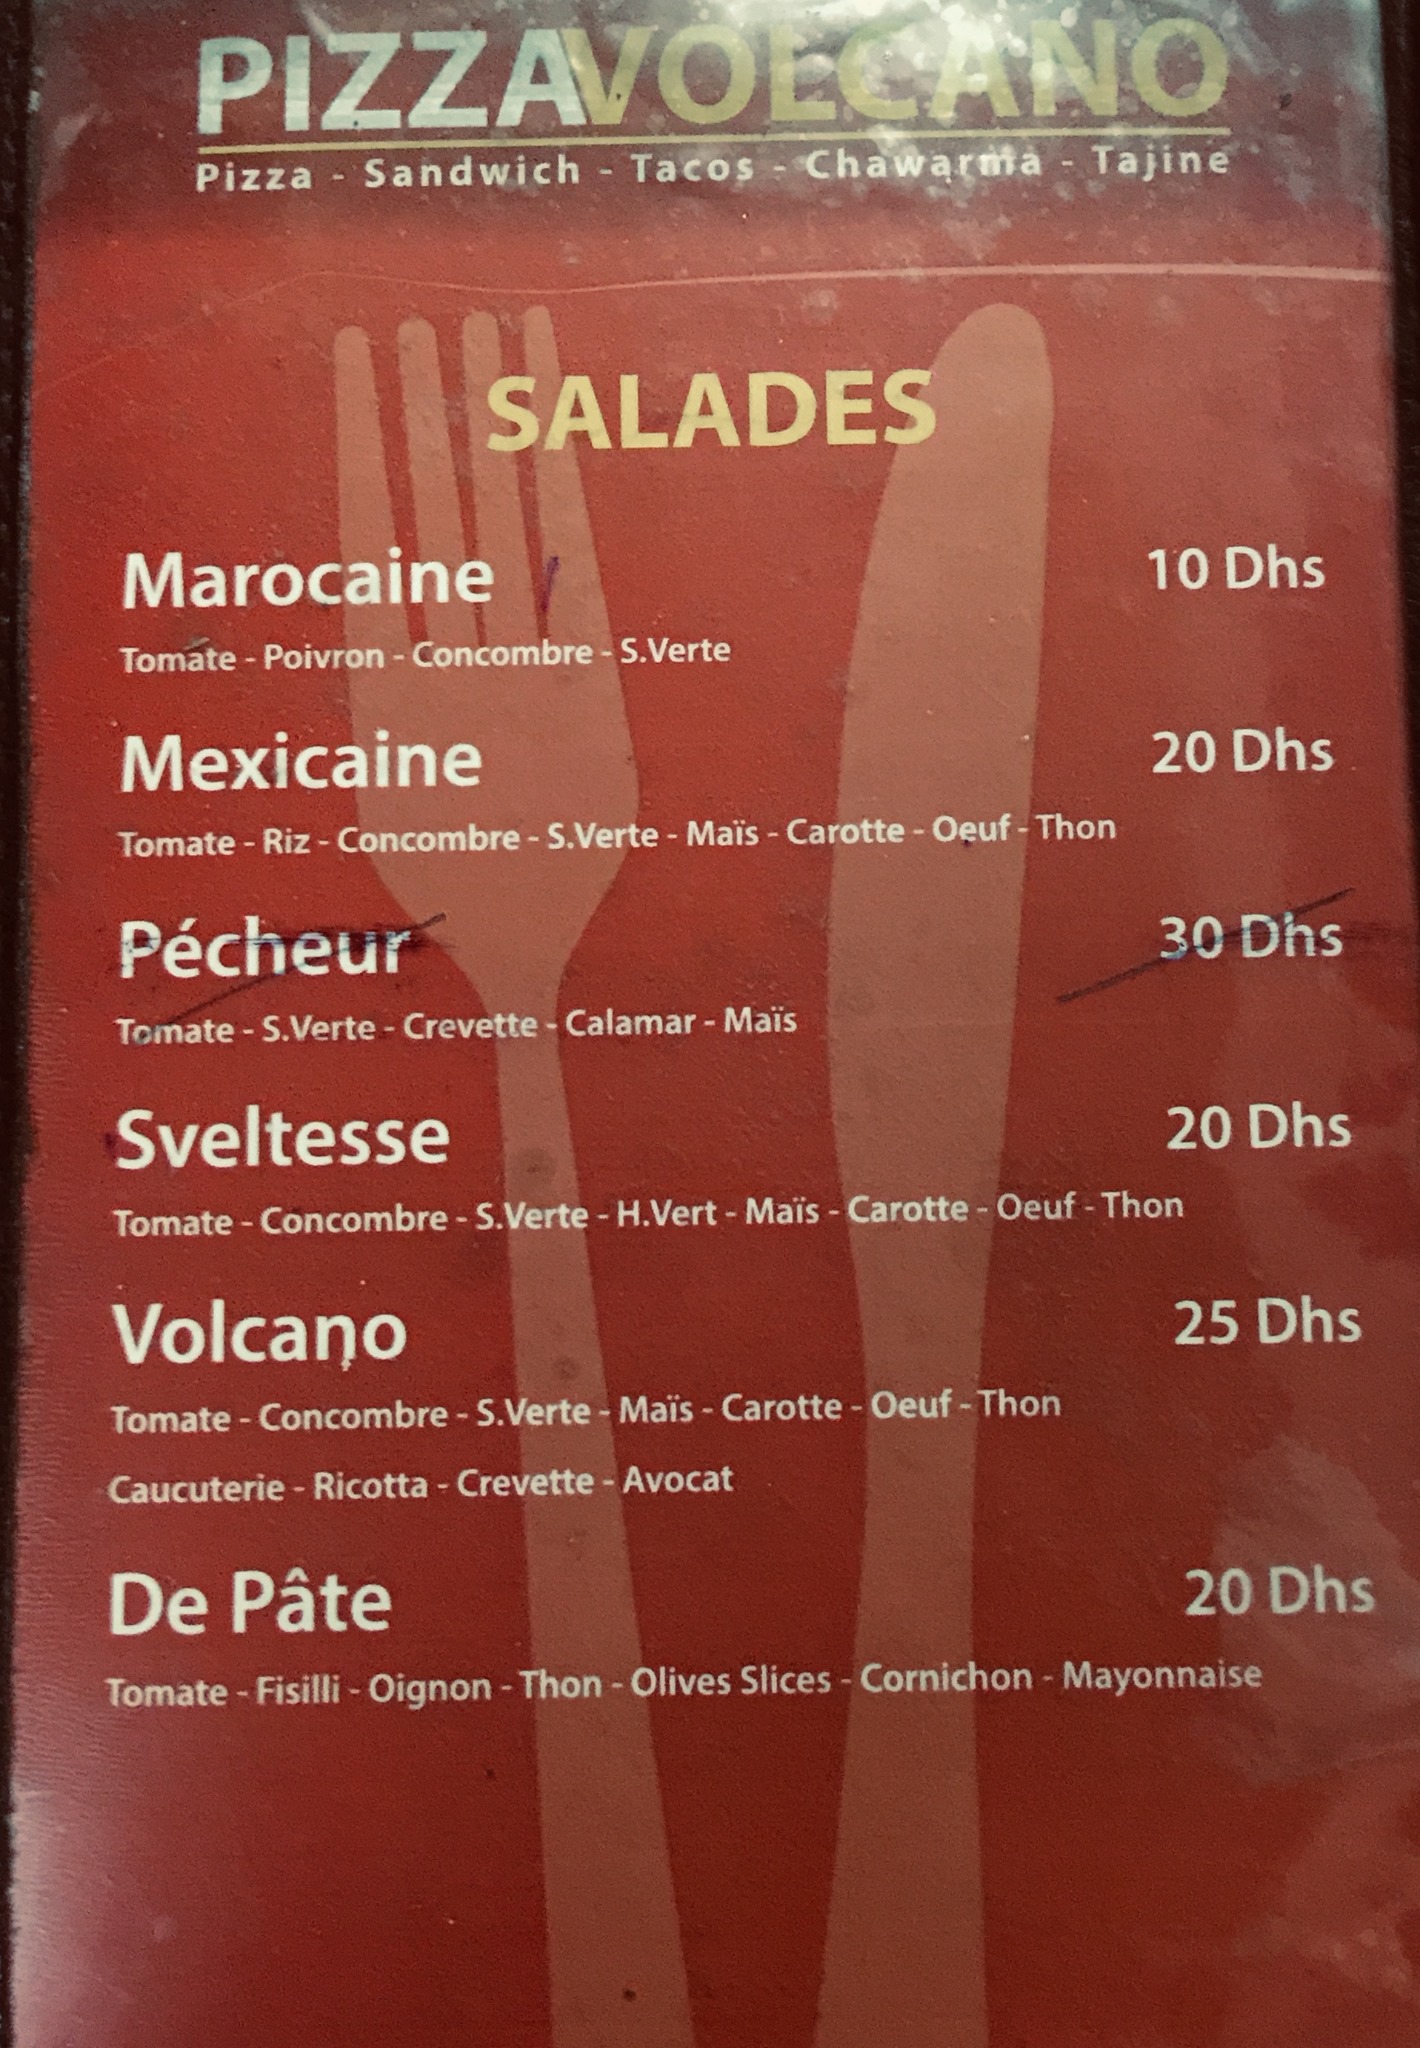 PIZZAVOLCANO
Pizza - Sandwich - Tacos - Chawarma - Tajine
SALADES
Marocaine 10 Dhs
Tomate - Poivron - Concombre - S.Verte
Mexicaine 20 Dhs
Tomate - Riz - Concombre - S.Verte - Maïs - Carotte - Oeuf - Thon
Pécheur 30 Dhs
Tomate - S.Verte - Crevette - Calamar - Maïs
Sveltesse 20 Dhs
Tomate - Concombre - S.Verte - H.Vert - Maïs - Carotte - Oeuf - Thon
Volcano 25 Dhs
Tomate - Concombre - S.Verte - Maïs - Carotte - Oeuf - Thon
Caucuterie - Ricotta - Crevette - Avocat
De Pâte 20 Dhs
Tomate - Fisilli - Oignon - Thon - Olives Slices - Cornichon - Mayonnaise